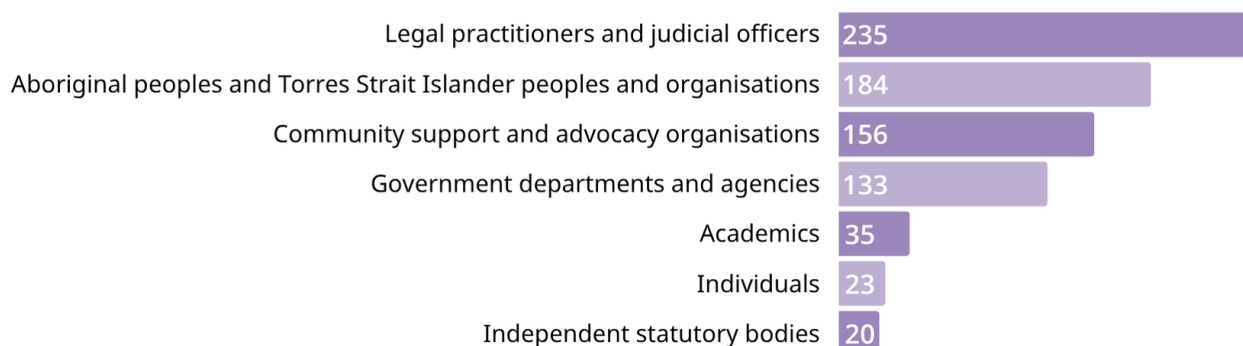 Legal practitioners and judicial officers 235
Aboriginal peoples and Torres Strait Islander peoples and organisations 184
Community support and advocacy organisations 156
Government departments and agencies 133
Academics 35
Individuals 23
Independent statutory bodies 20